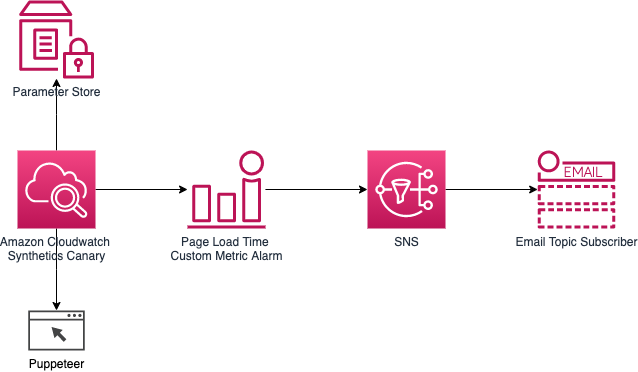 Parameter Store
EMAIL
Amazon Cloudwatch
Synthetics Canary
Page Load Time
Custom Metric Alarm
SNS
Email Topic Subscriber
Puppeteer